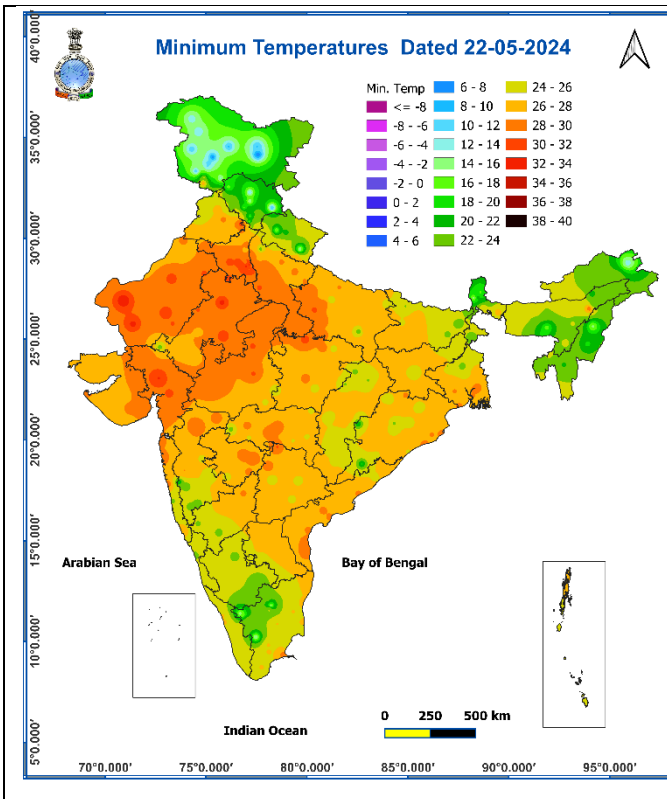 Minimum Temperatures Dated 22-05-2024
Min. Temp
<= -8
-8 - -6
-6 - -4
-4 - -2
-2 - 0
0 - 2
2 - 4
4 - 6
6 - 8
8 - 10
10 - 12
12 - 14
14 - 16
16 - 18
18 - 20
20 - 22
22 - 24
24 - 26
26 - 28
28 - 30
30 - 32
32 - 34
34 - 36
36 - 38
38 - 40
40°0.000'
35°0.000'
30°0.000'
25°0.000'
20°0.000'
15°0.000'
10°0.000'
5°0.000'
Arabian Sea
Bay of Bengal
Indian Ocean
0 250 500 km
70°0.000' 75°0.000' 80°0.000' 85°0.000' 90°0.000' 95°0.000'